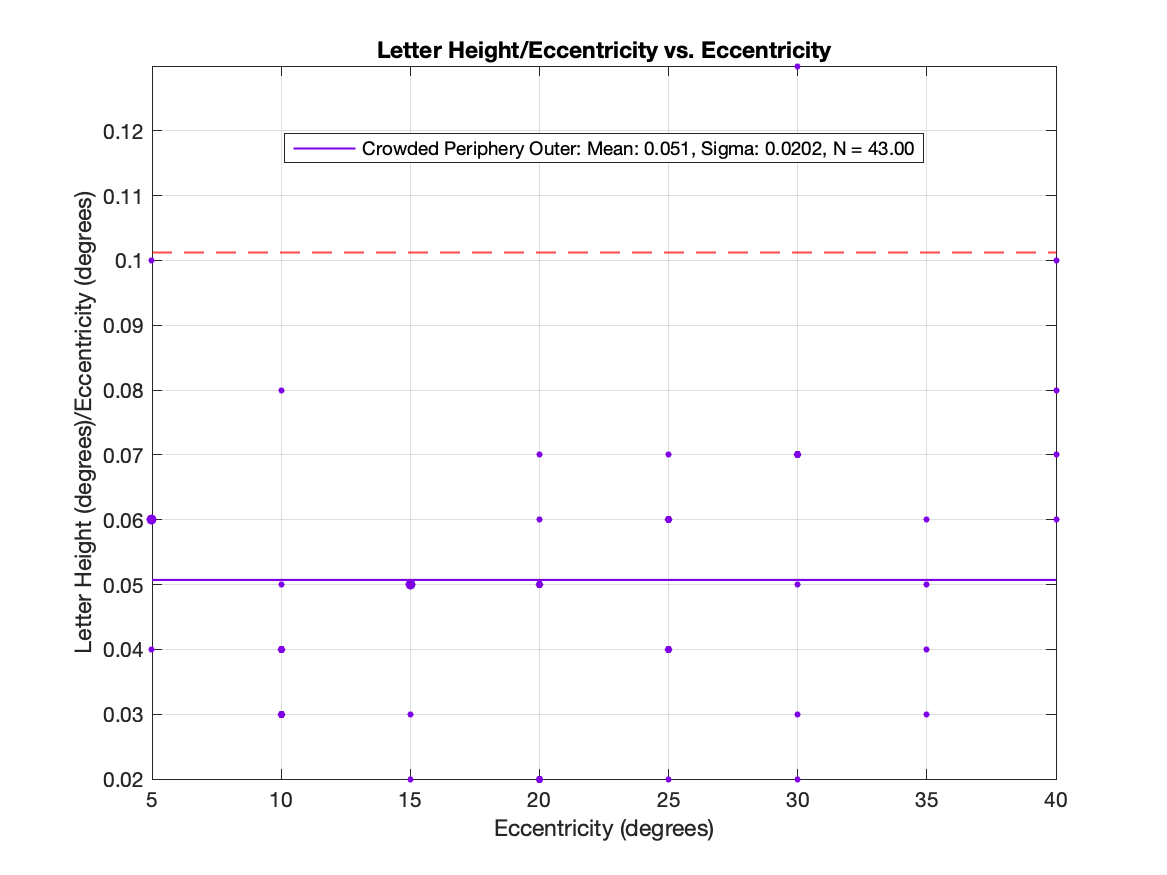 Letter Height/Eccentricity vs. Eccentricity
Crowded Periphery Outer: Mean: 0.051, Sigma: 0.0202, N = 43.00
Letter Height (degrees)/Eccentricity (degrees)
0.12
0.11
0.1
0.09
0.08
0.07
0.06
0.05
0.04
0.03
0.02
5 10 15 20 25 30 35 40
Eccentricity (degrees)